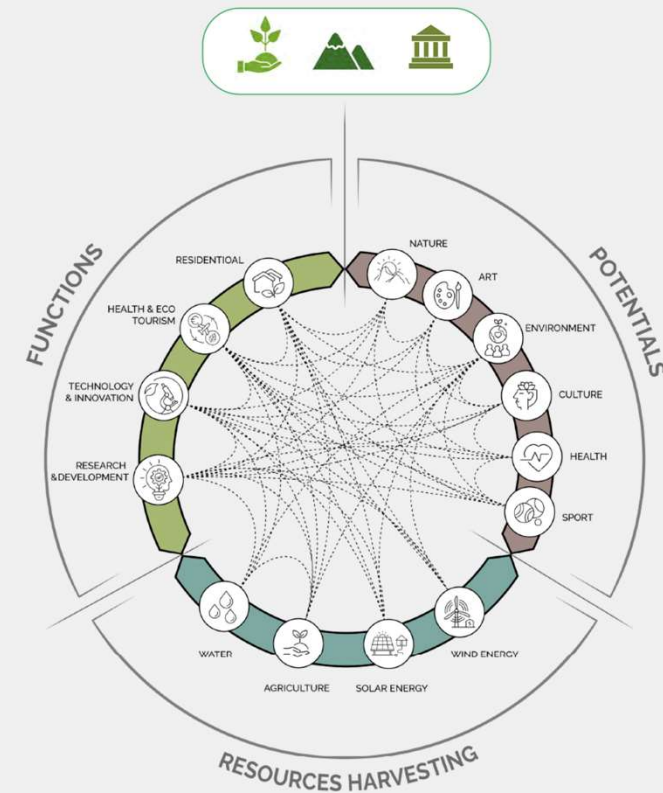 FUNCTIONS
POTENTIALS
RESOURCES HARVESTING
RESIDENTIOAL
HEALTH & ECO
TOURISM
TECHNOLOGY
& INNOVATION
RESEARCH
&DEVELOPMENT
NATURE
ART
ENVIRONMENT
CULTURE
HEALTH
SPORT
WATER
AGRICULTURE
SOLAR ENERGY
WIND ENERGY